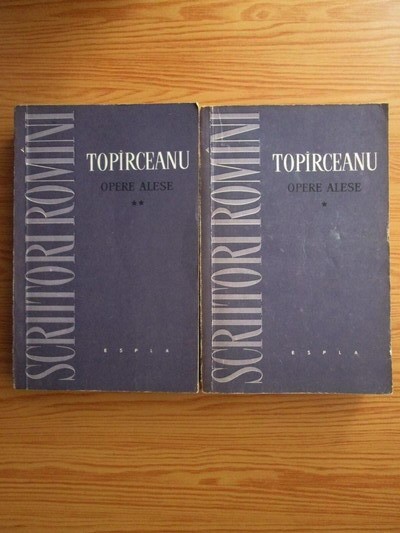 SCRIITORI ROMÎNI
TOPÎRCEANU
OPERE ALESE
**
ESPLA
SCRIITORI ROMÎNI
TOPÎRCEANU
OPERE ALESE
*
ESPLA